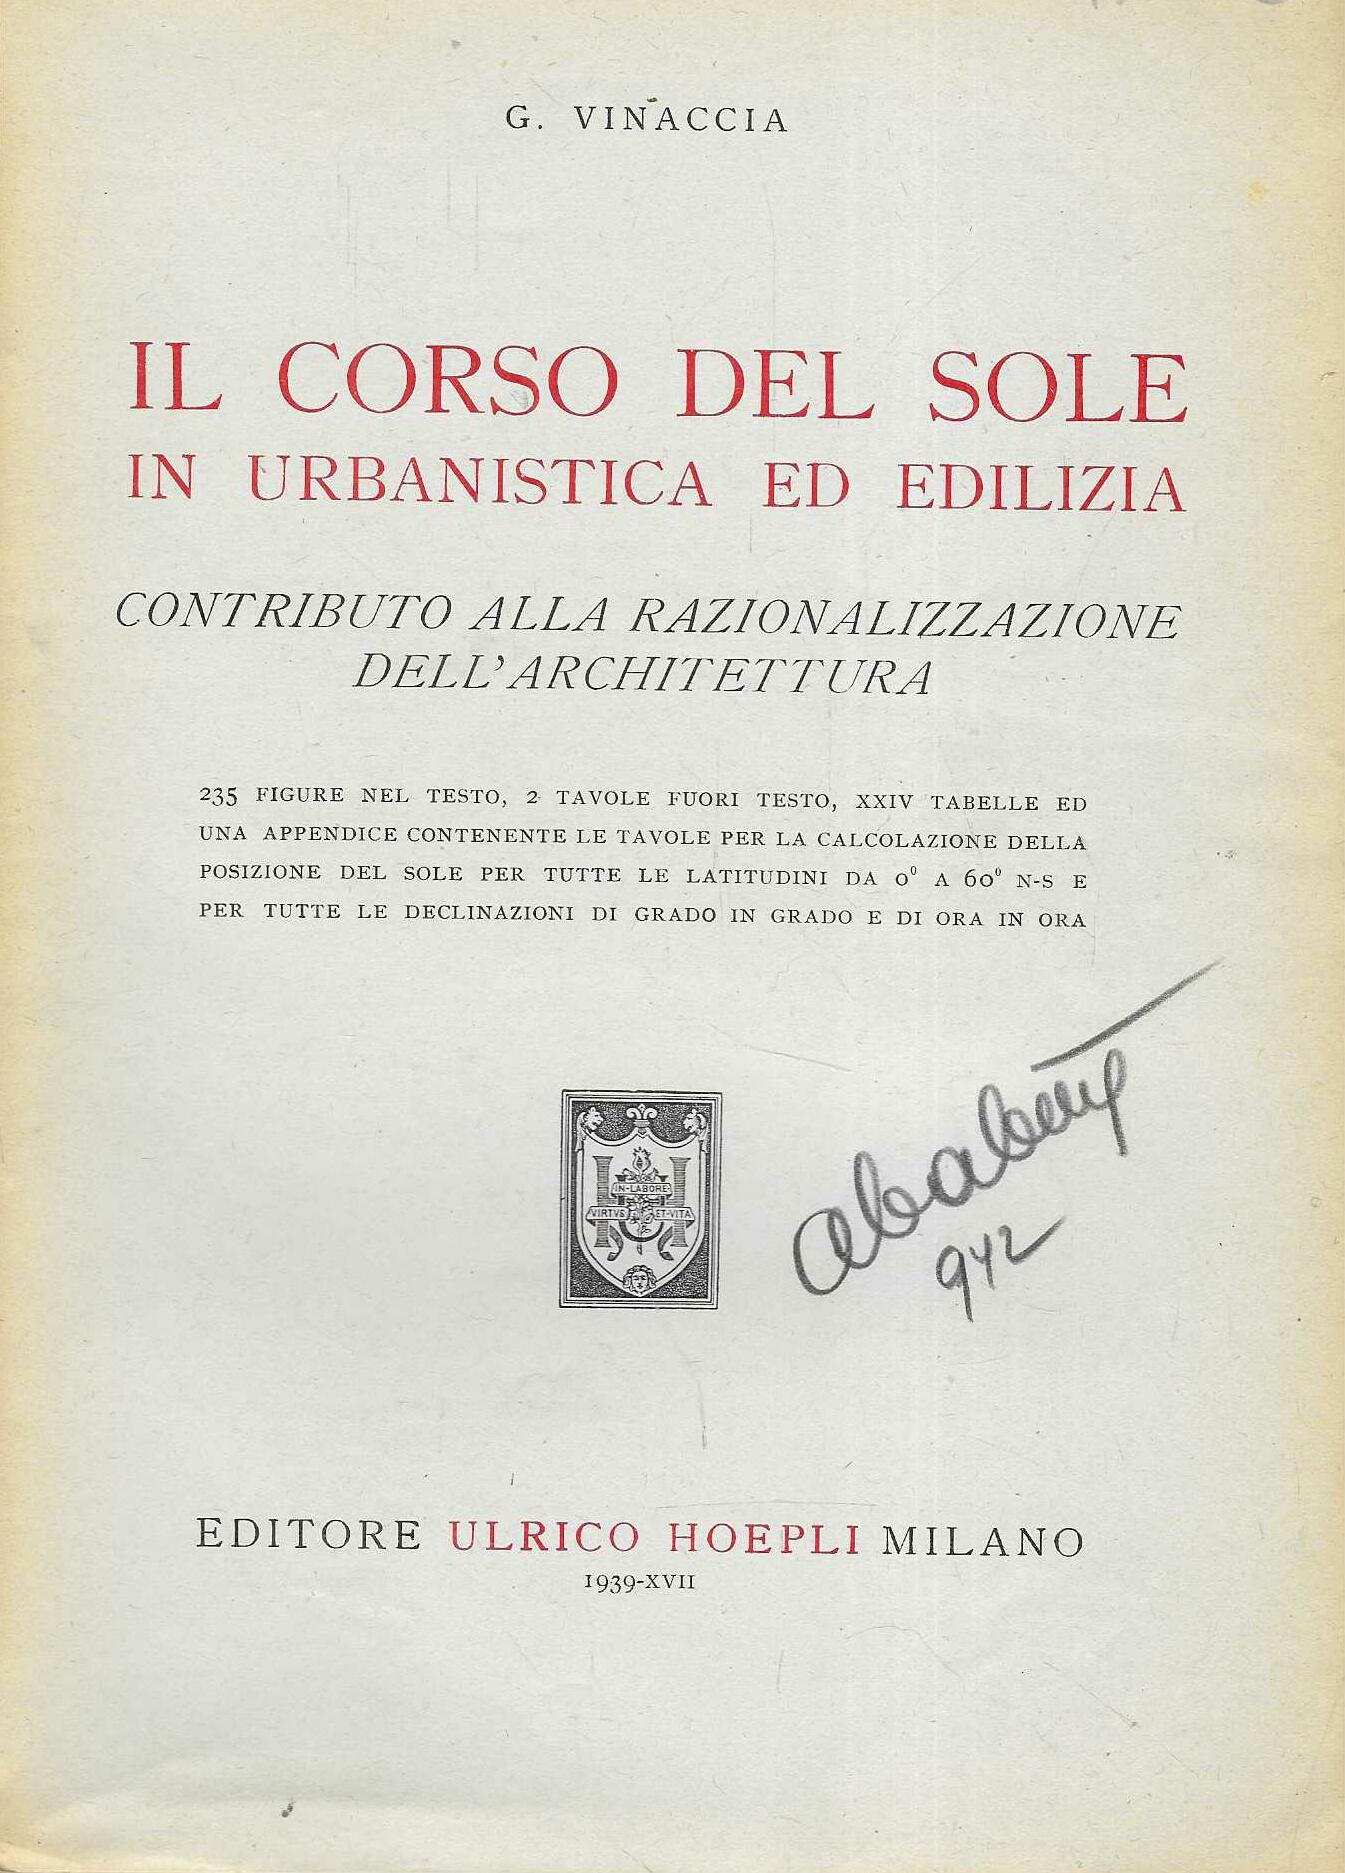 G. VINACCIA
IL CORSO DEL SOLE
IN URBANISTICA ED EDILIZIA
CONTRIBUTO ALLA RAZIONALIZZAZIONE
DELL'ARCHITETTURA
235 FIGURE NEL TESTO, 2 TAVOLE FUORI TESTO, XXIV TABELLE ED
UNA APPENDICE CONTENENTE LE TAVOLE PER LA CALCOLAZIONE DELLA
POSIZIONE DEL SOLE PER TUTTE LE LATITUDINI DA 0° A 60° N-S E
PER TUTTE LE DECLINAZIONI DI GRADO IN GRADO E DI ORA IN ORA
IN-LABORE
VIRTVS ET-VITA
942
EDITORE ULRICO HOEPLI MILANO
1939-XVII